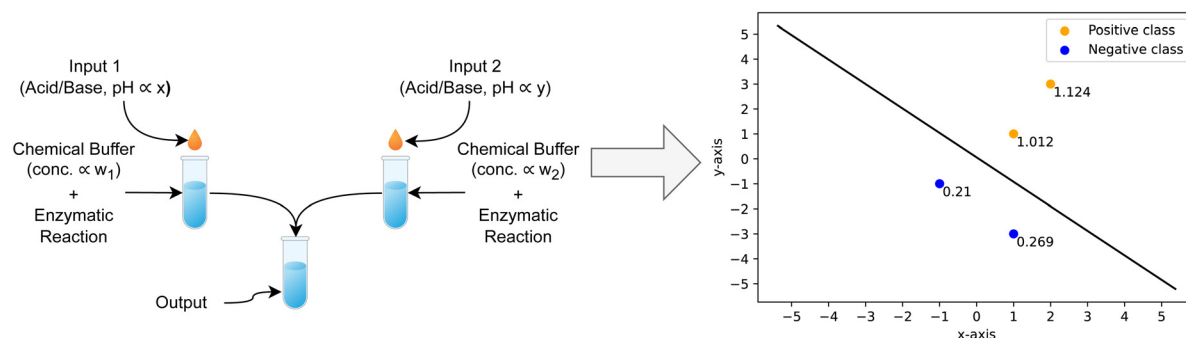 Input 1
(Acid/Base, pH ∝ x)
Input 2
(Acid/Base, pH ∝ y)
Chemical Buffer
(conc. ∝ w₁)
+
Enzymatic
Reaction
Chemical Buffer
(conc. ∝ w₂)
+
Enzymatic
Reaction
Output
Positive class
Negative class
y-axis
5
4
3
2
1
0
−1
−2
−3
−4
−5
1.124
1.012
0.21
0.269
−5 −4 −3 −2 −1 0 1 2 3 4 5
x-axis